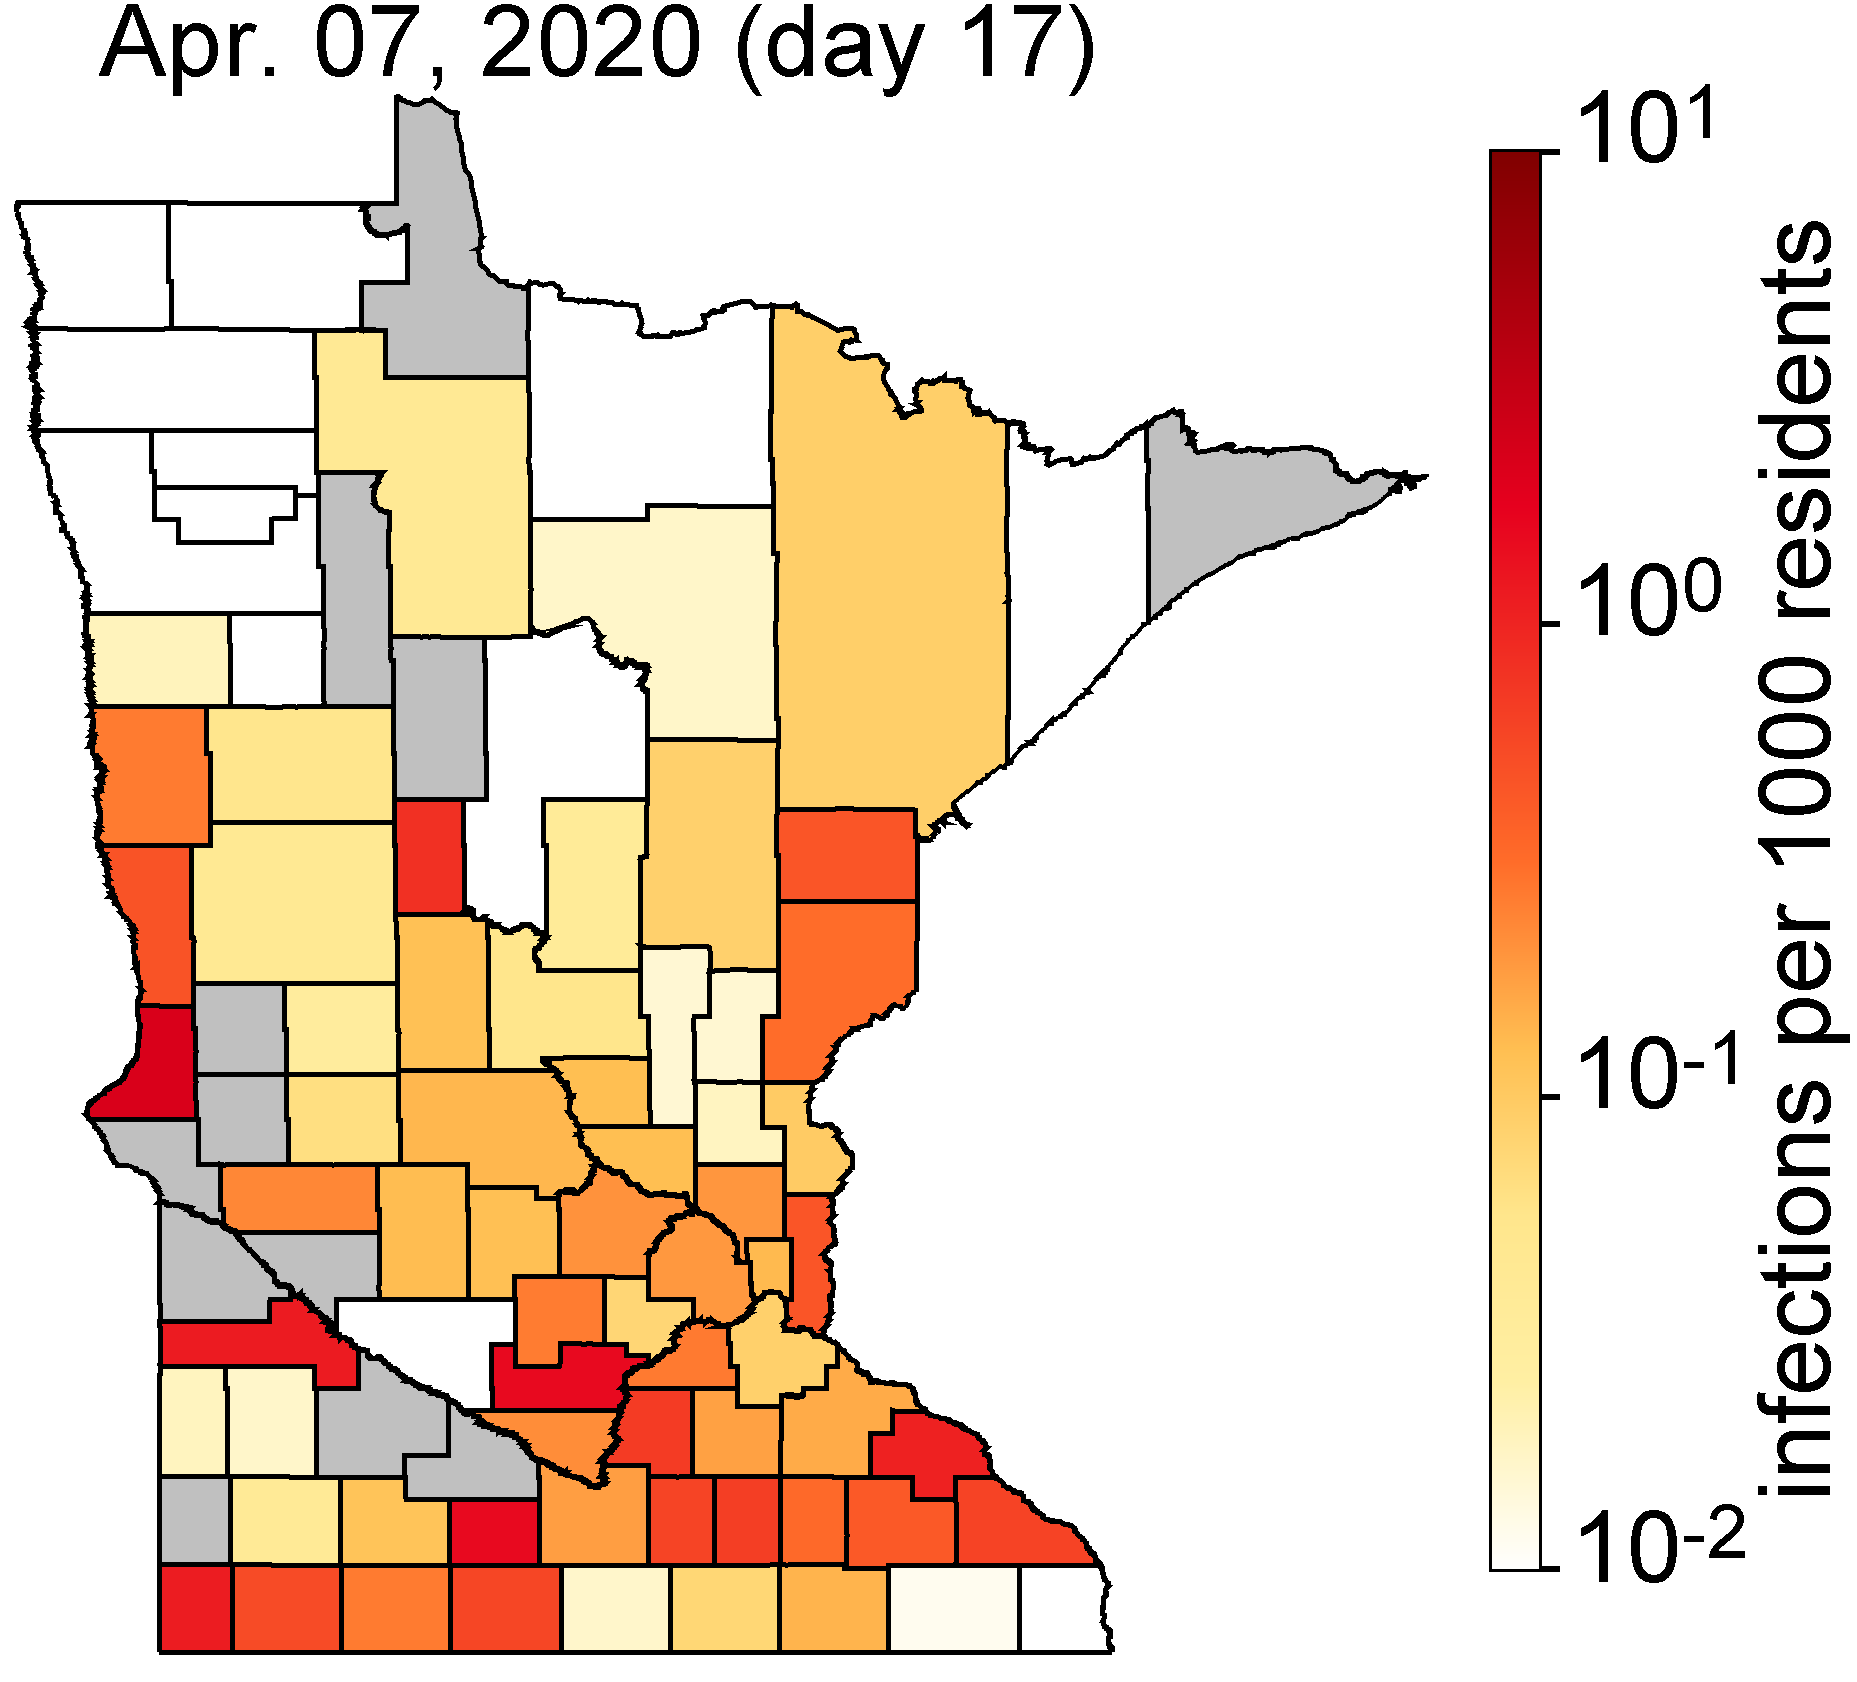 Apr. 07, 2020 (day 17)
10¹
10⁰
10⁻¹
10⁻²
infections per 1000 residents